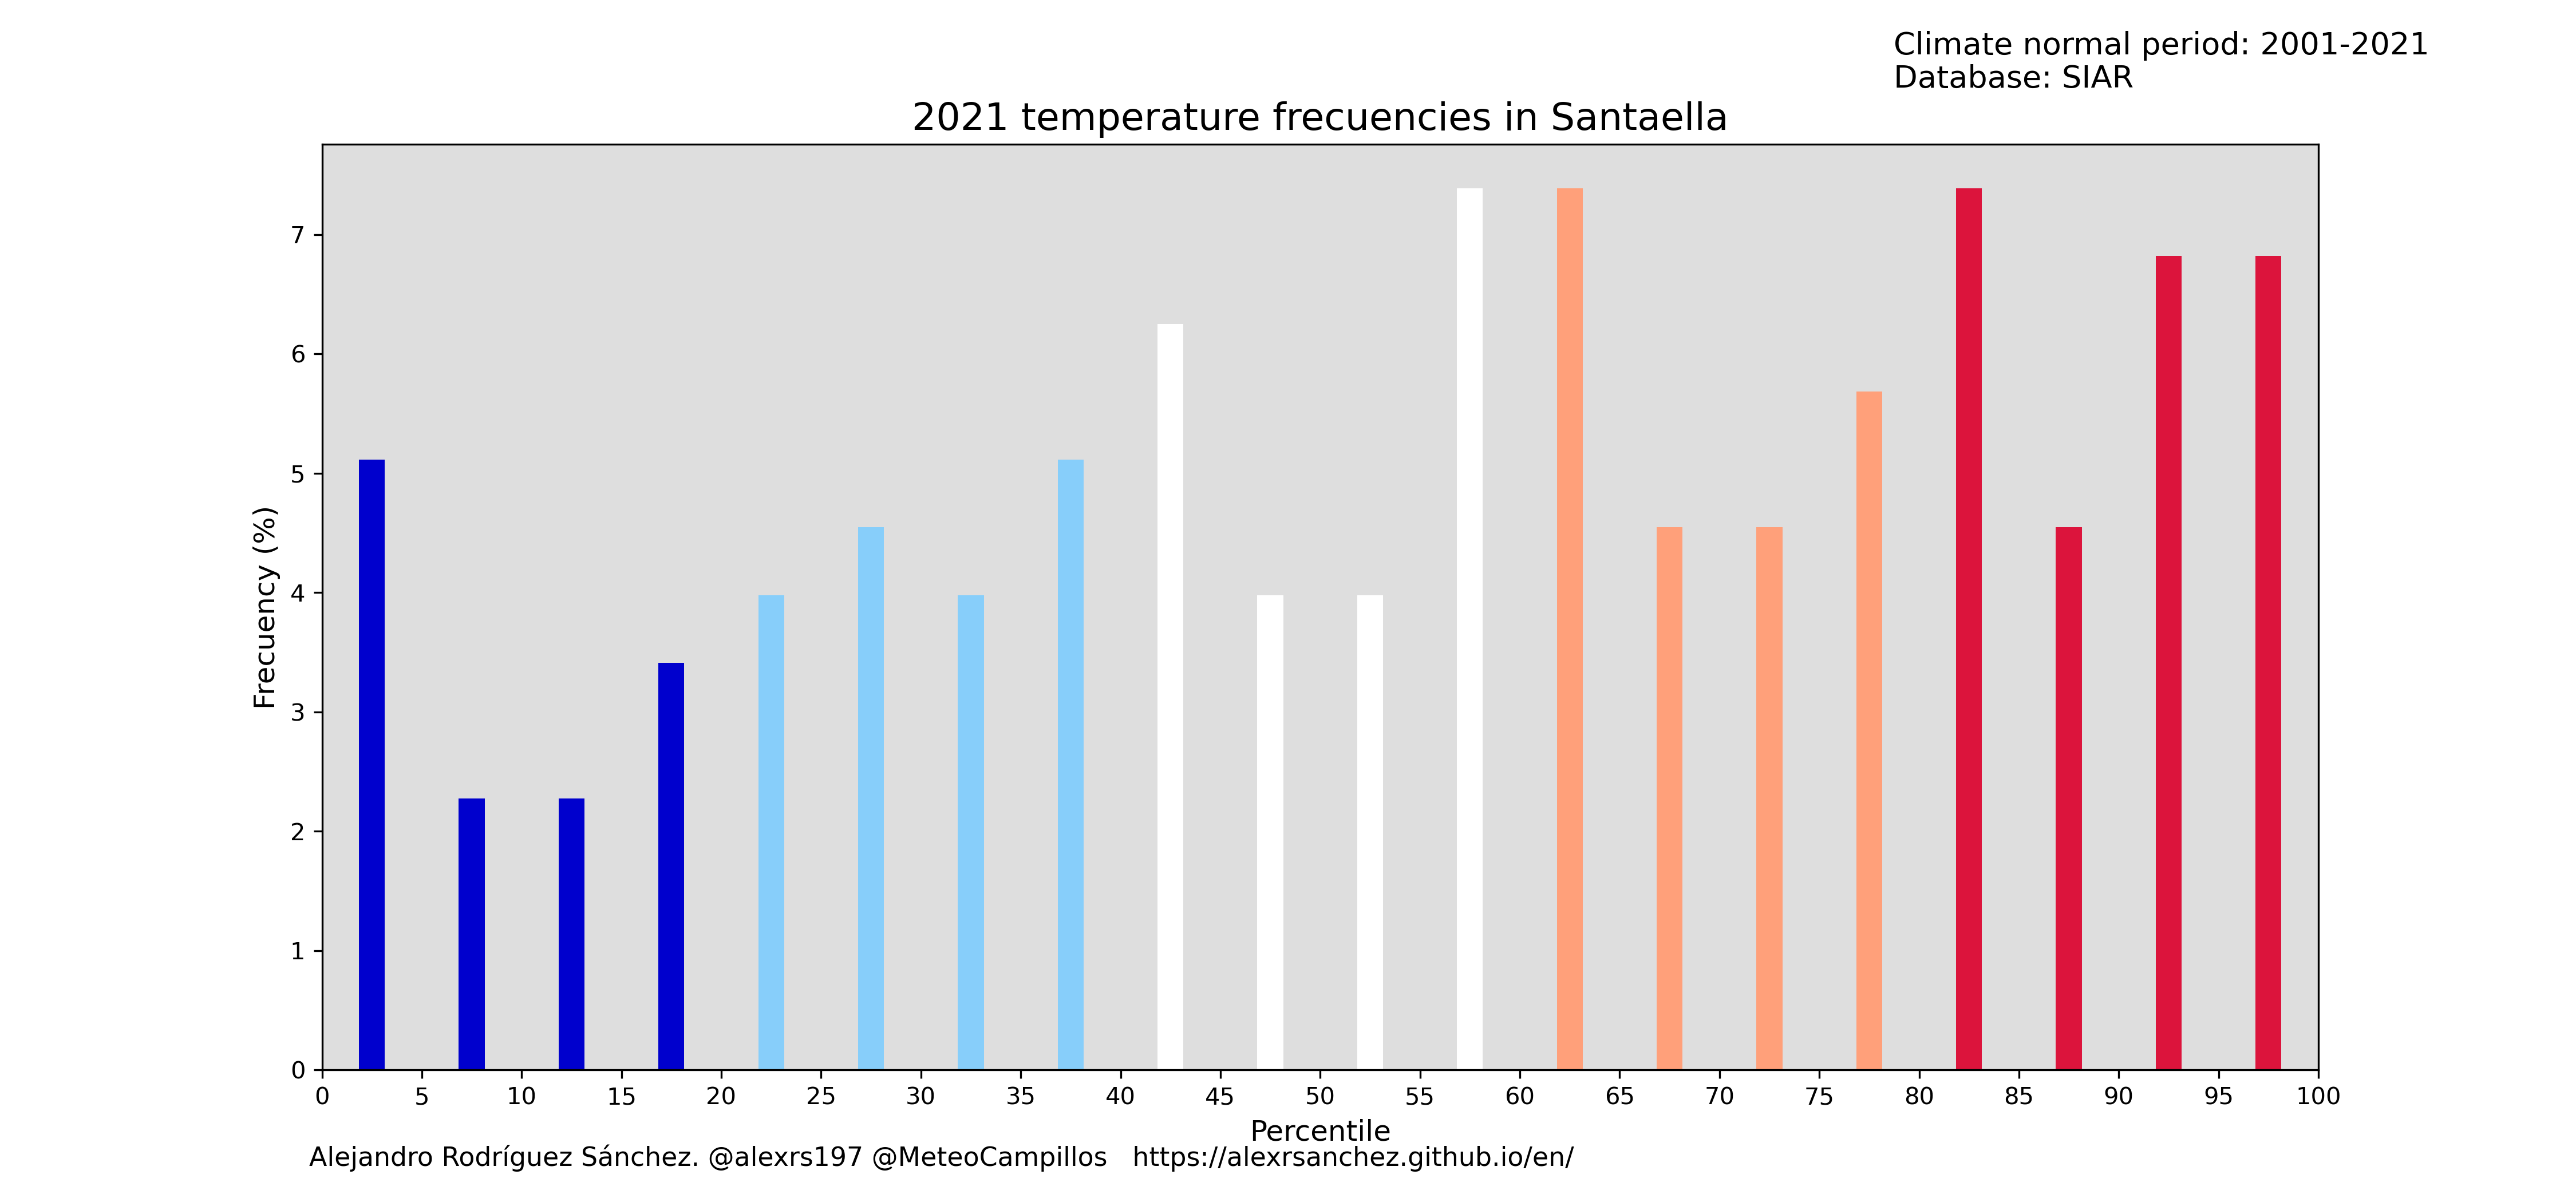 Climate normal period: 2001-2021
Database: SIAR
2021 temperature frecuencies in Santaella
Frecuency (%)
7
6
5
4
3
2
1
0
0 5 10 15 20 25 30 35 40 45 50 55 60 65 70 75 80 85 90 95 100
Percentile
Alejandro Rodríguez Sánchez. @alexrs197 @MeteoCampillos https://alexrsanchez.github.io/en/